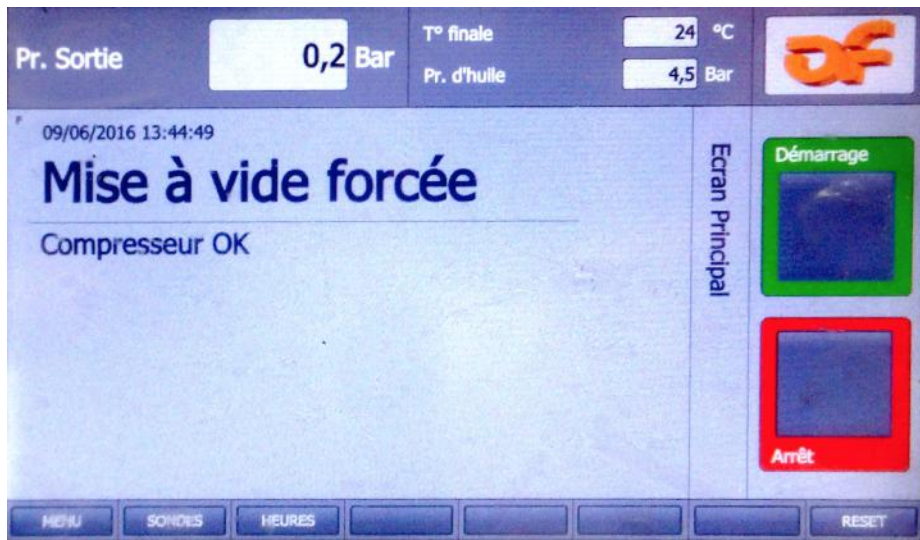 Pr. Sortie 0,2 Bar
T° finale 24 °C
Pr. d'huile 4,5 Bar
09/06/2016 13:44:49
Mise à vide forcée
Compresseur OK
Ecran Principal
Démarrage
Arrêt
MENU SONDES HEURES RESET